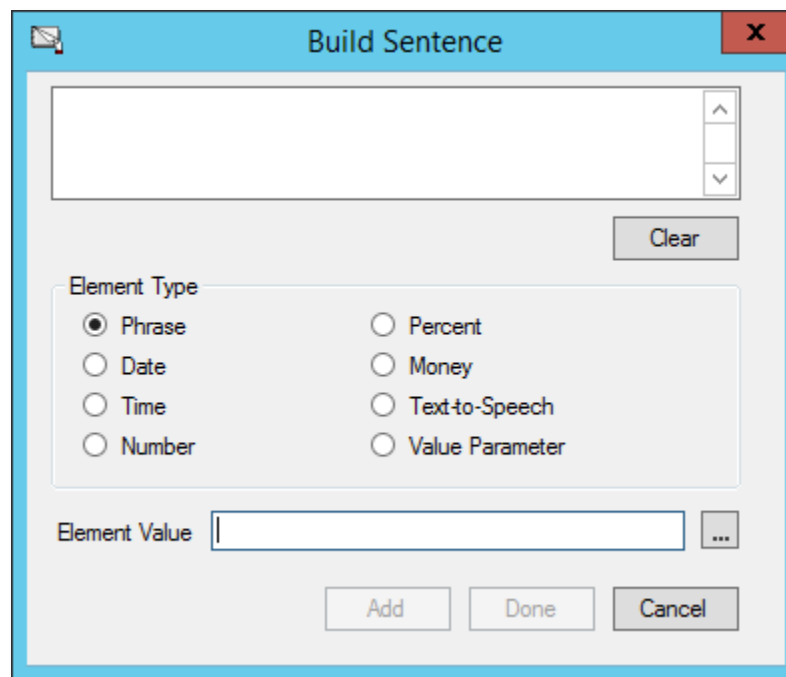 Build Sentence
x
Clear
Element Type
Phrase
Percent
Date
Money
Time
Text-to-Speech
Number
Value Parameter
Element Value
...
Add
Done
Cancel